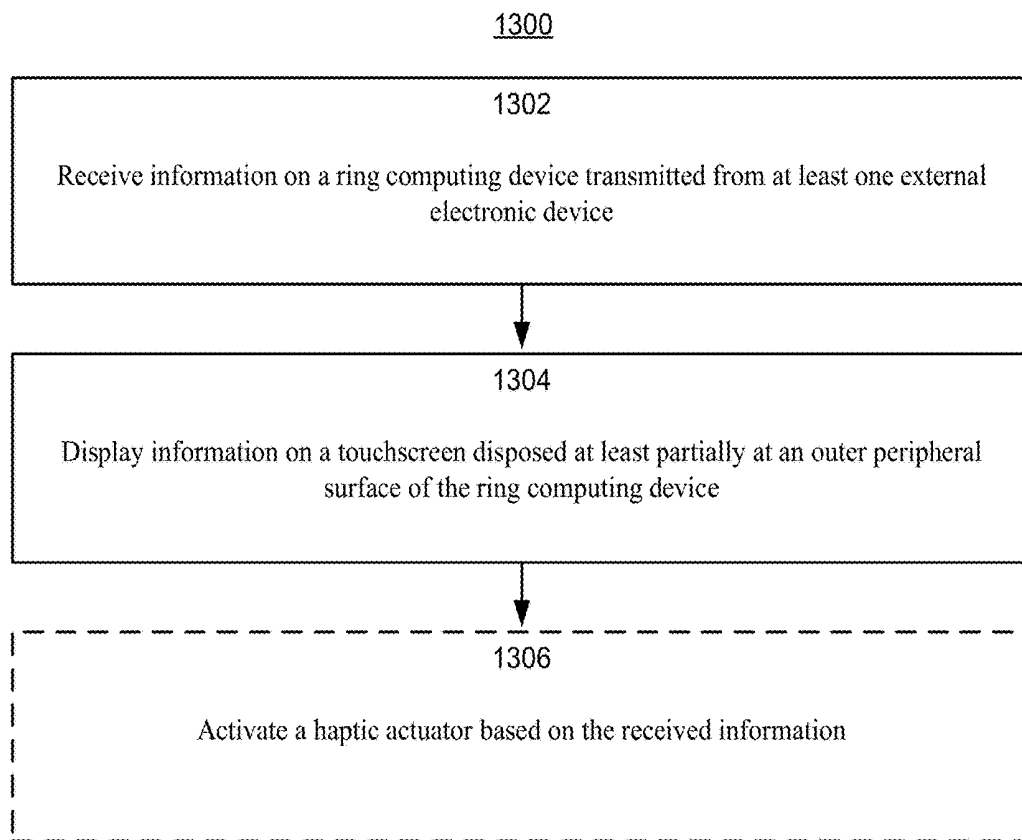 1300
1302
Receive information on a ring computing device transmitted from at least one external
electronic device
1304
Display information on a touchscreen disposed at least partially at an outer peripheral
surface of the ring computing device
1306
Activate a haptic actuator based on the received information